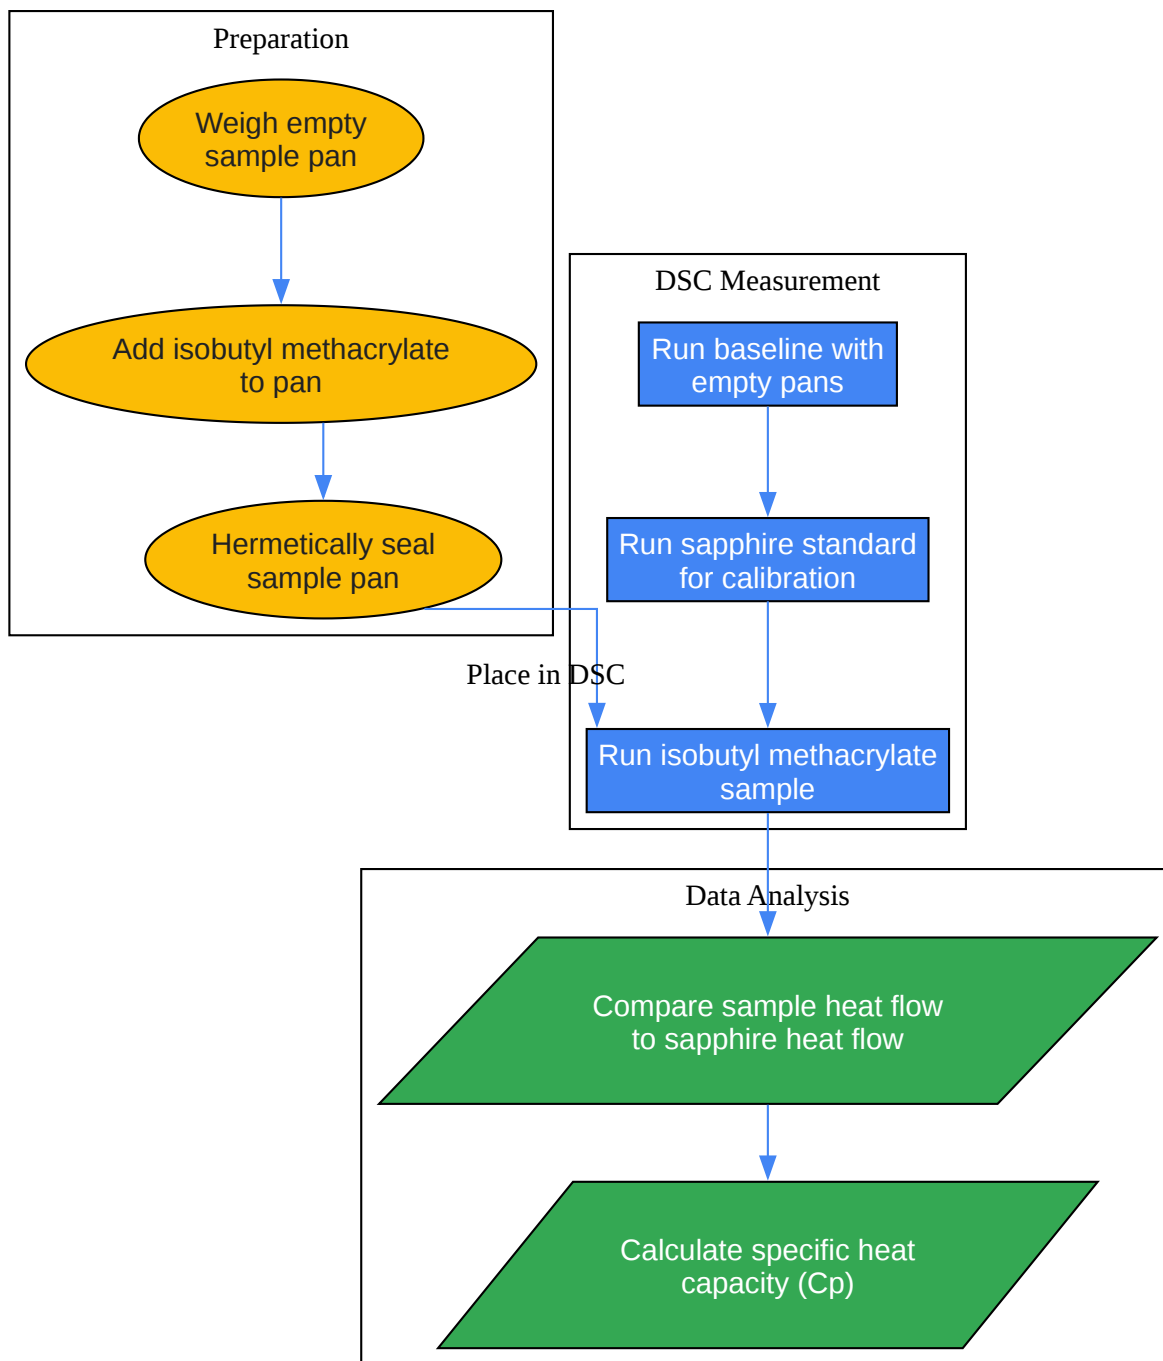 Preparation
Weigh empty
sample pan
Add isobutyl methacrylate
to pan
Hermetically seal
sample pan
Place in DSC
DSC Measurement
Run baseline with
empty pans
Run sapphire standard
for calibration
Run isobutyl methacrylate
sample
Data Analysis
Compare sample heat flow
to sapphire heat flow
Calculate specific heat
capacity (Cp)